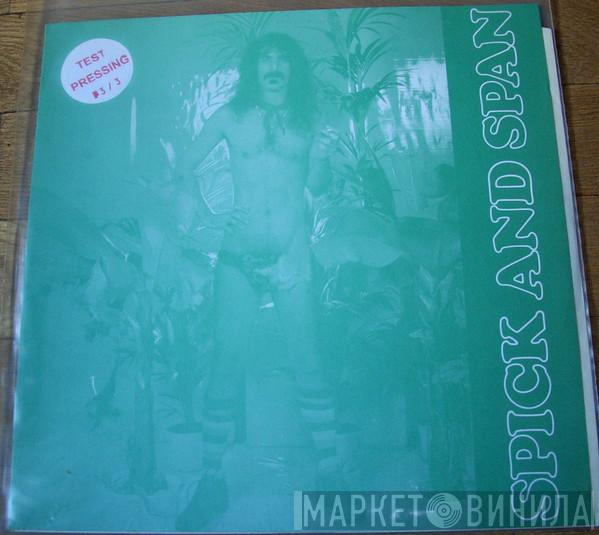 TEST
PRESSING
#3 / 3
SPICK AND SPAN
МАРКЕТ ВИНИЛА